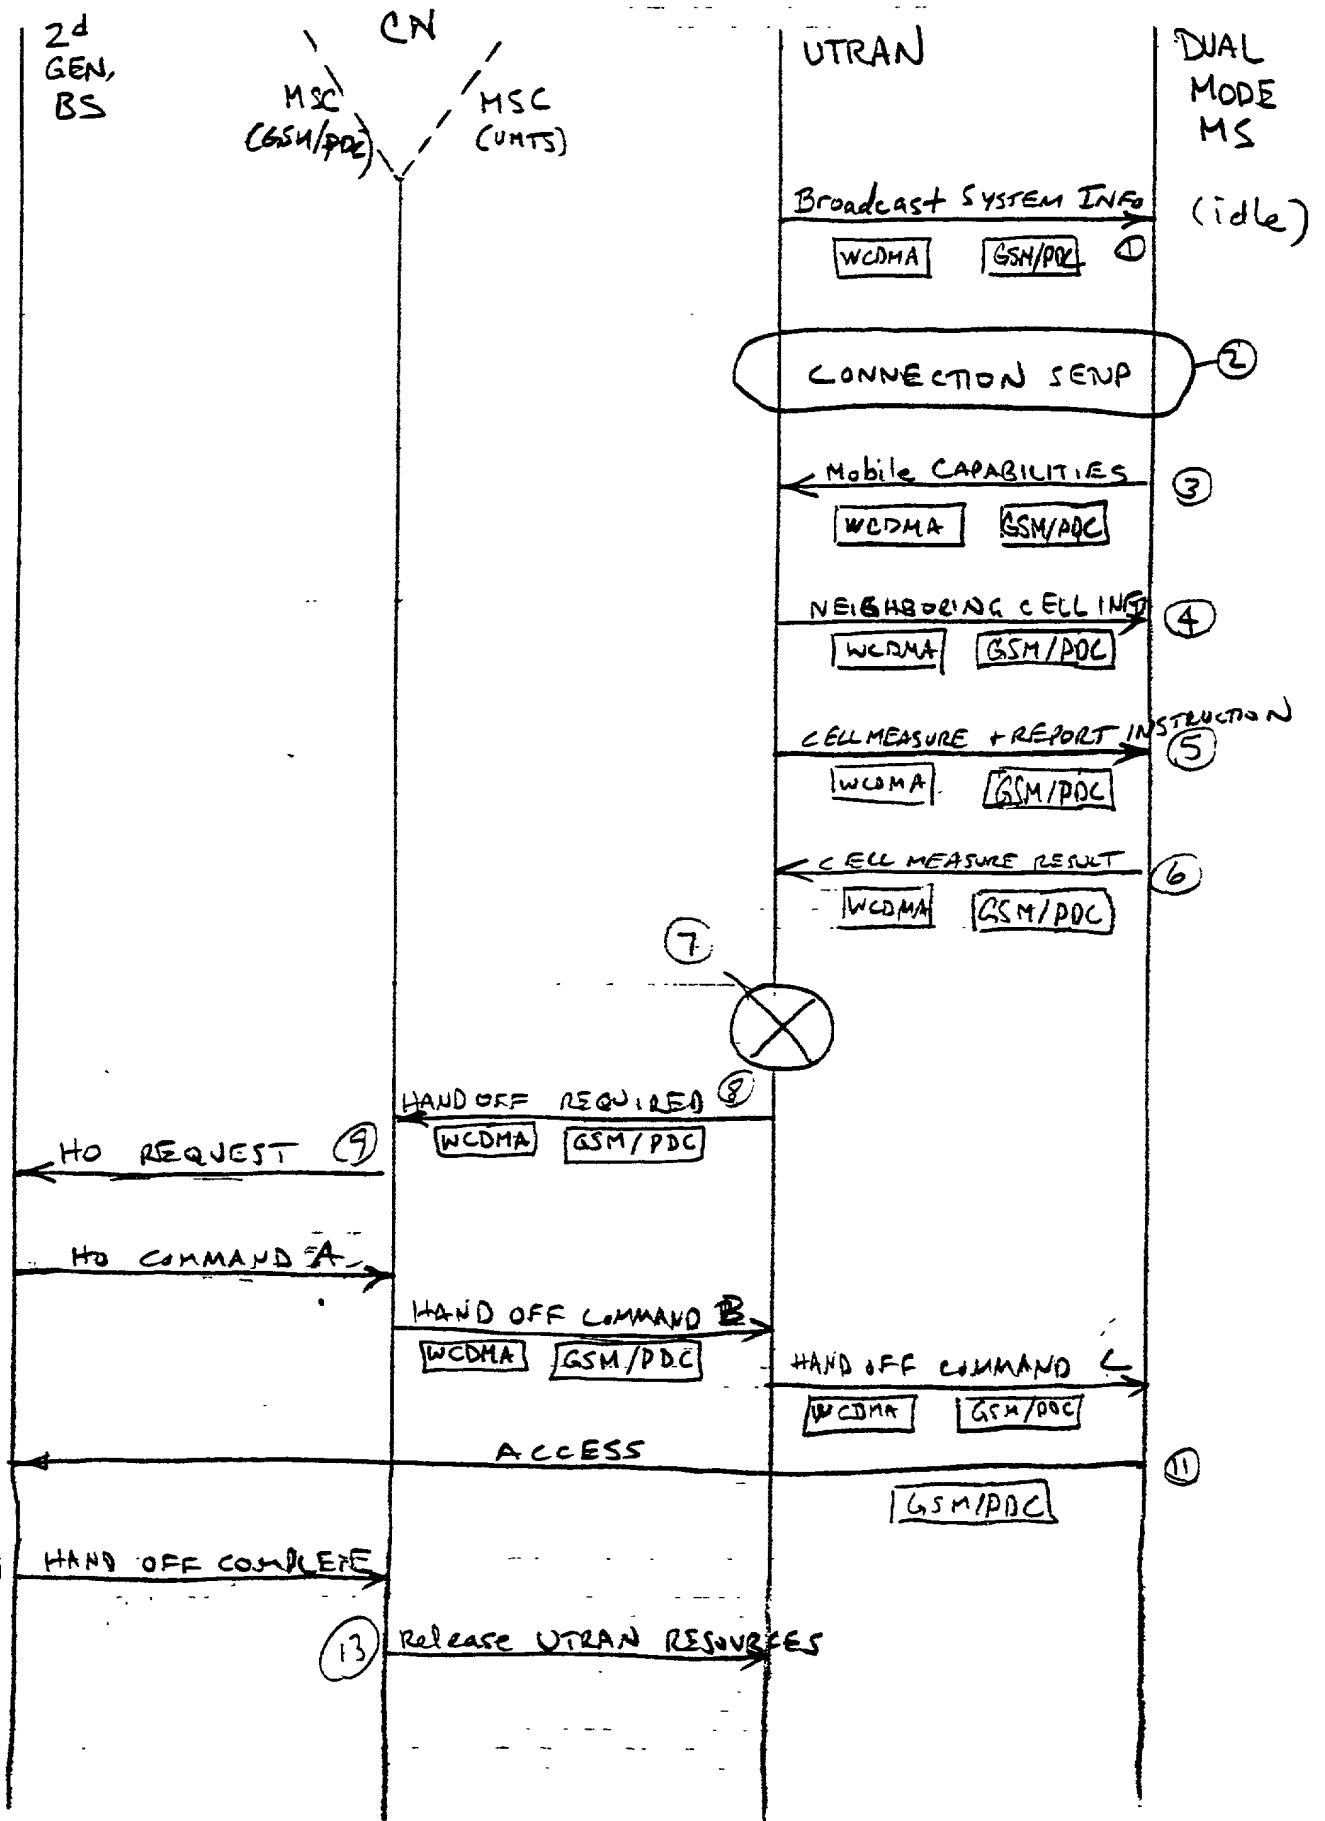 2d
GEN,
BS
CN
MSC
(GSM/PDC)
MSC
(UMTS)
UTRAN
DUAL
MODE
MS
(idle)
Broadcast SYSTEM INFO
WCDMA GSM/PDC 1
CONNECTION SETUP 2
Mobile CAPABILITIES 3
WCDMA GSM/PDC
NEIGHBORING CELL INFO 4
WCDMA GSM/PDC
CELL MEASURE + REPORT INSTRUCTION
5
WCDMA GSM/PDC
CELL MEASURE RESULT 6
WCDMA GSM/PDC
7
HAND OFF REQUIRED 8
WCDMA GSM/PDC
HO REQUEST 9
HO COMMAND A
HAND OFF COMMAND B
WCDMA GSM/PDC
HAND OFF COMMAND C
WCDMA GSM/PDC
ACCESS 11
GSM/PDC
HAND OFF COMPLETE
13 Release UTRAN RESOURCES